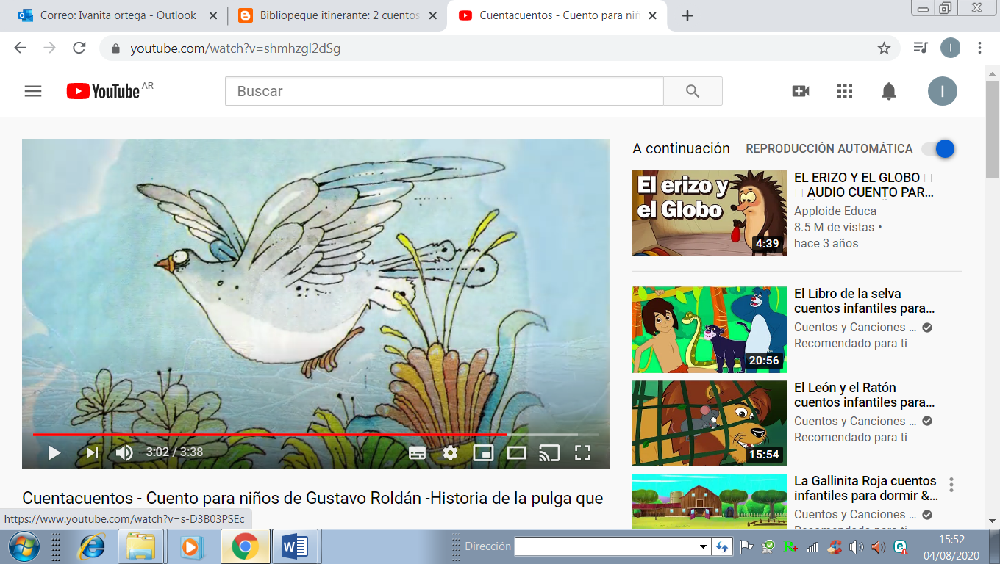 Correo: Ivanita ortega - Outlook
Bibliopeque itinerante: 2 cuentos
Cuentacuentos - Cuento para niñ
youtube.com/watch?v=shmhzgl2dSg
I
YouTube AR
Buscar
I
A continuación
REPRODUCCIÓN AUTOMÁTICA
El erizo y
el Globo
4:39
EL ERIZO Y EL GLOBO
AUDIO CUENTO PAR...
Apploide Educa
8.5 M de vistas •
hace 3 años
20:56
El Libro de la selva
cuentos infantiles para...
Cuentos y Canciones ...
Recomendado para ti
15:54
El León y el Ratón
cuentos infantiles para...
Cuentos y Canciones ...
Recomendado para ti
La Gallinita Roja cuentos
infantiles para dormir &...
Cuentos y Canciones ...
Recomendado para ti
3:02 / 3:38
Cuentacuentos - Cuento para niños de Gustavo Roldán -Historia de la pulga que
https://www.youtube.com/watch?v=s-D3B03PSEc
Dirección
15:52
04/08/2020